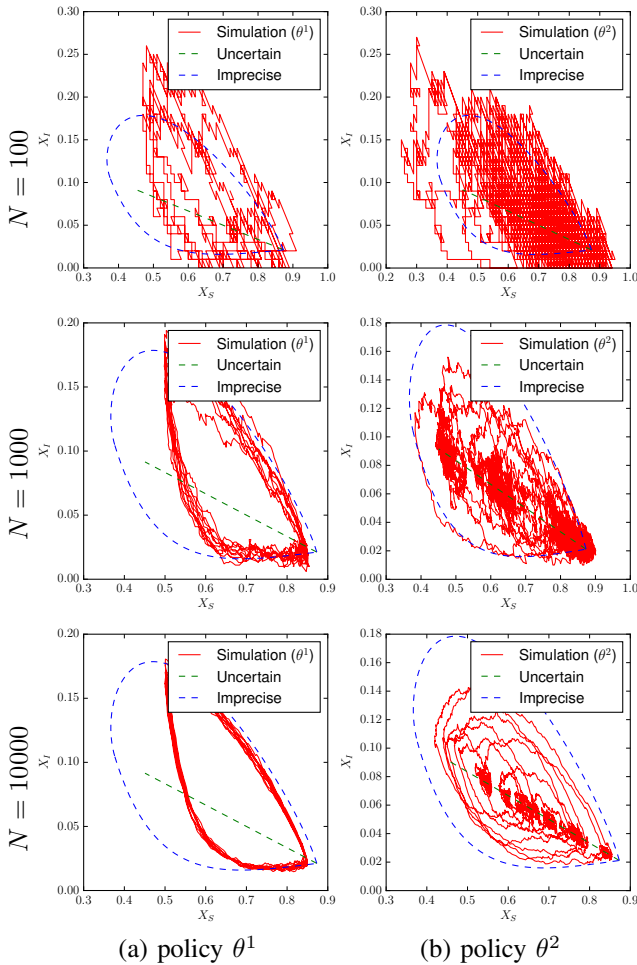 N = 100
0.30
0.25
0.20
0.15
0.10
0.05
0.00
X_I
0.3 0.4 0.5 0.6 0.7 0.8 0.9 1.0
X_S
Simulation (θ¹)
Uncertain
Imprecise
0.30
0.25
0.20
0.15
0.10
0.05
0.00
X_I
0.2 0.3 0.4 0.5 0.6 0.7 0.8 0.9 1.0
X_S
Simulation (θ²)
Uncertain
Imprecise
N = 1000
0.20
0.15
0.10
0.05
0.00
X_I
0.3 0.4 0.5 0.6 0.7 0.8 0.9
X_S
Simulation (θ¹)
Uncertain
Imprecise
0.18
0.16
0.14
0.12
0.10
0.08
0.06
0.04
0.02
0.00
X_I
0.3 0.4 0.5 0.6 0.7 0.8 0.9 1.0
X_S
Simulation (θ²)
Uncertain
Imprecise
N = 10000
0.20
0.15
0.10
0.05
0.00
X_I
0.3 0.4 0.5 0.6 0.7 0.8 0.9
X_S
Simulation (θ¹)
Uncertain
Imprecise
0.18
0.16
0.14
0.12
0.10
0.08
0.06
0.04
0.02
0.00
X_I
0.3 0.4 0.5 0.6 0.7 0.8 0.9
X_S
Simulation (θ²)
Uncertain
Imprecise
(a) policy θ¹
(b) policy θ²